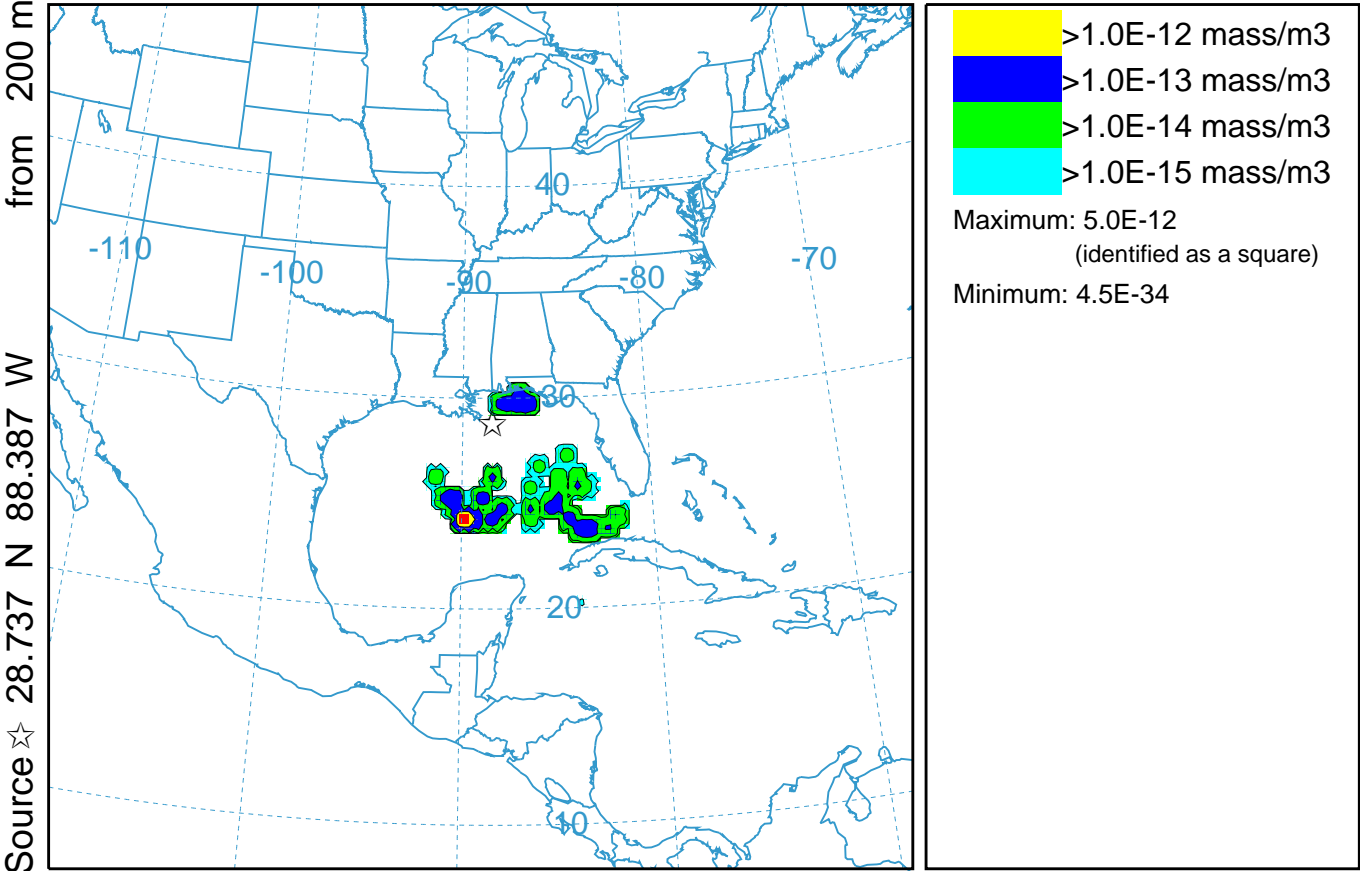 Source ☆ 28.737 N 88.387 W from 200 m
40
-110
-100
-90
-80
-70
30
20
10
>1.0E-12 mass/m3
>1.0E-13 mass/m3
>1.0E-14 mass/m3
>1.0E-15 mass/m3
Maximum: 5.0E-12
(identified as a square)
Minimum: 4.5E-34